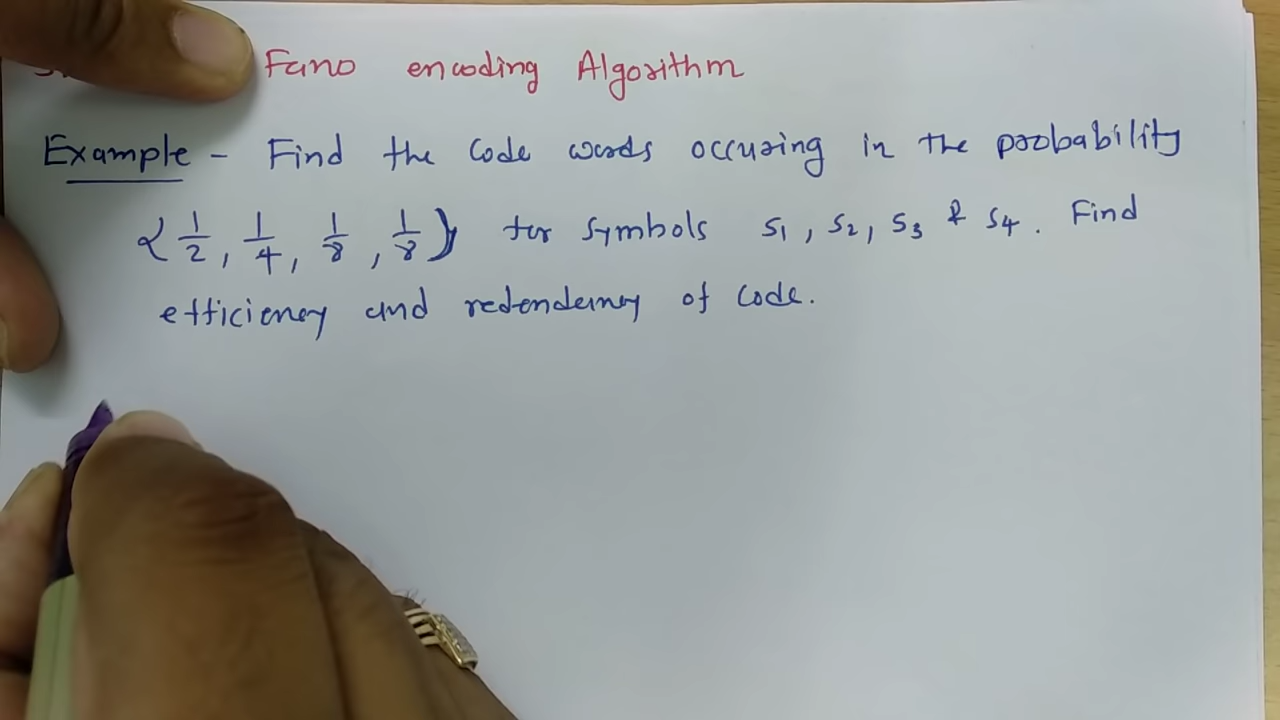 Fano encoding Algorithm
Example - Find the Code words occuring in the probability
{1/2, 1/4, 1/8, 1/8} for symbols S1, S2, S3 & S4. Find
efficiency and redendency of Code.